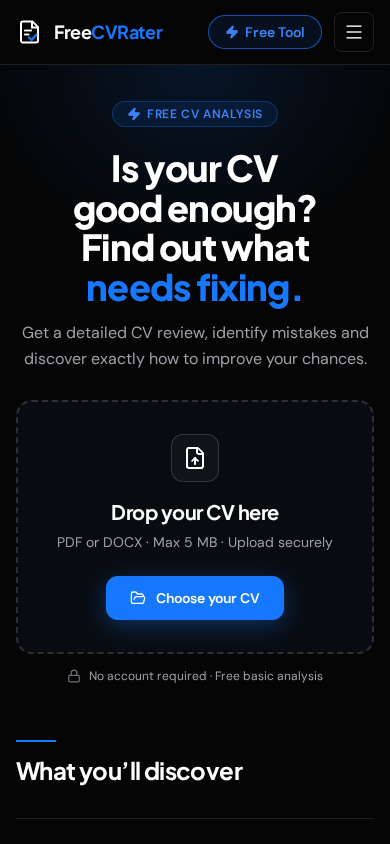 FreeCVRater
Free Tool
FREE CV ANALYSIS
Is your CV
good enough?
Find out what
needs fixing.
Get a detailed CV review, identify mistakes and
discover exactly how to improve your chances.
Drop your CV here
PDF or DOCX · Max 5 MB · Upload securely
Choose your CV
No account required · Free basic analysis
What you’ll discover